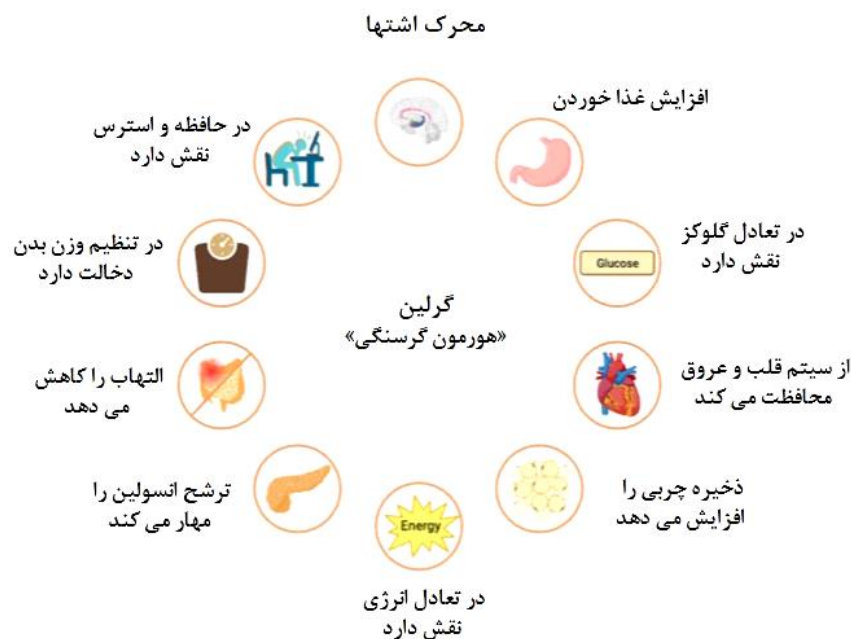 محرک اشتها
افزایش غذا خوردن
در تعادل گلوکز
نقش دارد
Glucose
از سیتم قلب و عروق
محافظت می کند
ذخیره چربی را
افزایش می دهد
در تعادل انرژی
نقش دارد
Energy
ترشح انسولین را
مهار می کند
التهاب را کاهش
می دهد
در تنظیم وزن بدن
دخالت دارد
در حافظه و استرس
نقش دارد
گرلین
«هورمون گرسنگی»